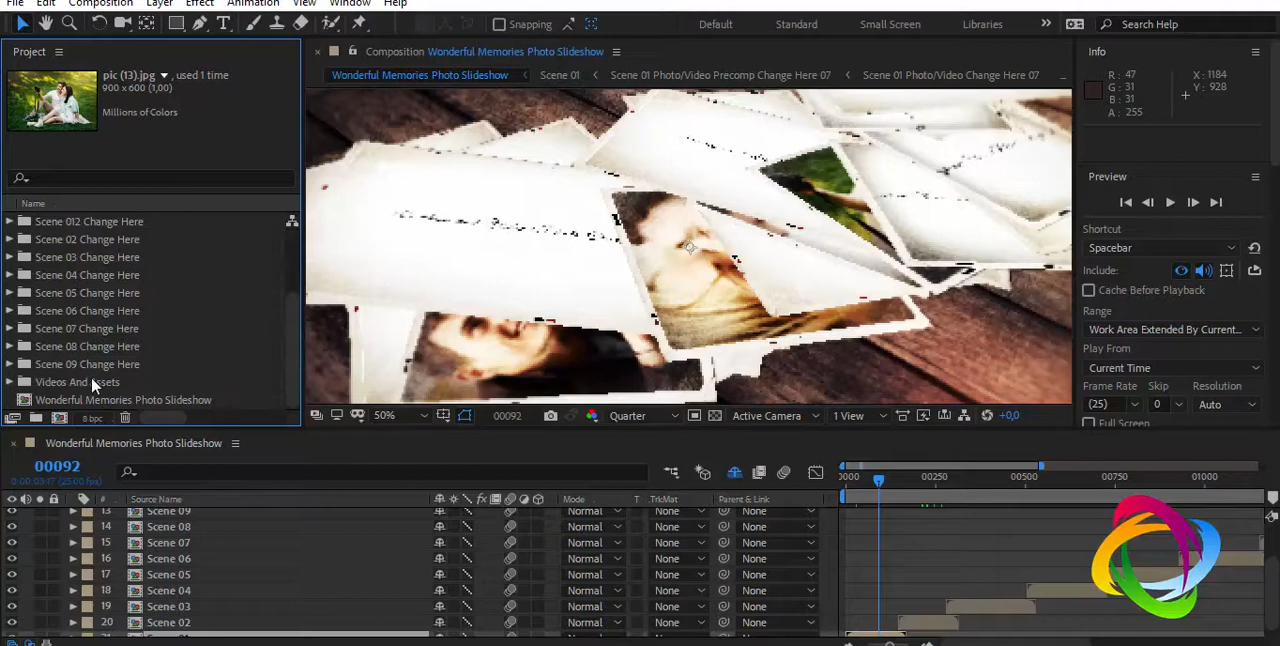 File Edit Composition Layer Effect Animation View Window Help
Snapping Default Standard Small Screen Libraries Search Help
Project
pic (13).jpg , used 1 time
900 x 600 (1,00)
Millions of Colors
Name
Scene 012 Change Here
Scene 02 Change Here
Scene 03 Change Here
Scene 04 Change Here
Scene 05 Change Here
Scene 06 Change Here
Scene 07 Change Here
Scene 08 Change Here
Scene 09 Change Here
Videos And Assets
Wonderful Memories Photo Slideshow
8 bpc
Composition Wonderful Memories Photo Slideshow
Wonderful Memories Photo Slideshow Scene 01 Scene 01 Photo/Video Precomp Change Here 07 Scene 01 Photo/Video Change Here 07
50% 00092 Quarter Active Camera 1 View +0,0
Info
R : 47 X : 1184
G : 31 Y : 928
B : 31
A : 255
Preview
Shortcut
Spacebar
Include:
Cache Before Playback
Range
Work Area Extended By Current...
Play From
Current Time
Frame Rate Skip Resolution
(25) 0 Auto
Full Screen
Wonderful Memories Photo Slideshow
00092
0:00:03:17 (25.00 fps)
0000 00250 00500 00750 01000
# Source Name Mode T .TrkMat Parent & Link
13 Scene 09 Normal None None
14 Scene 08 Normal None None
15 Scene 07 Normal None None
16 Scene 06 Normal None None
17 Scene 05 Normal None None
18 Scene 04 Normal None None
19 Scene 03 Normal None None
20 Scene 02 Normal None None